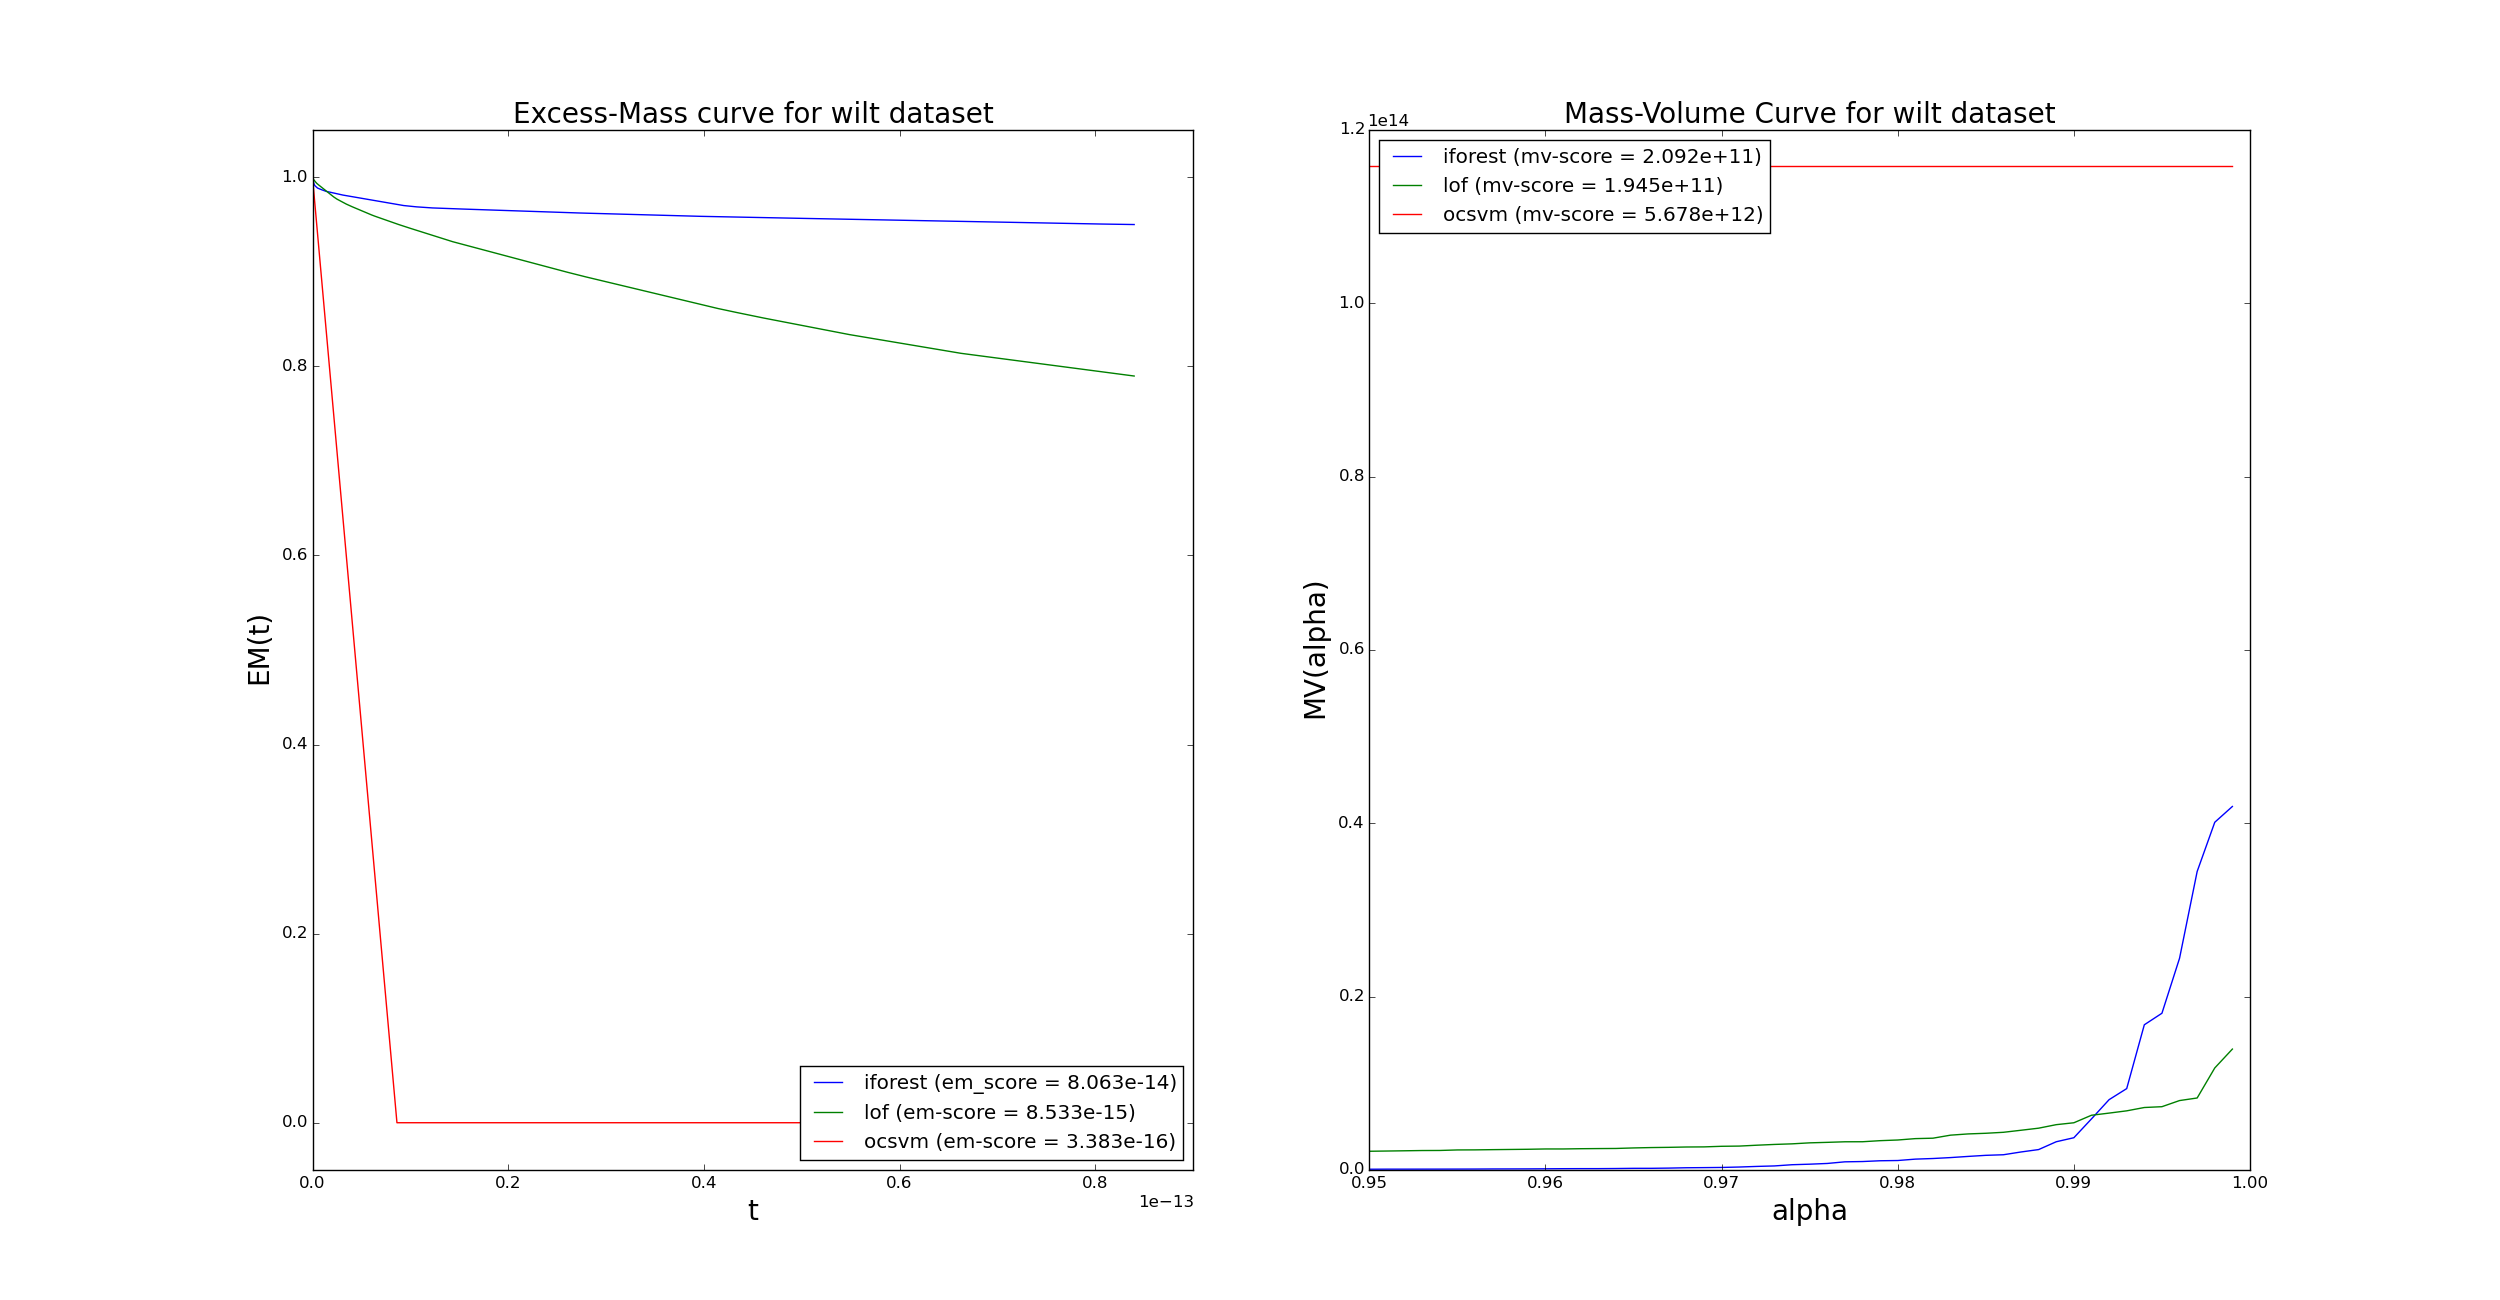 Excess-Mass curve for wilt dataset
EM(t)
1.0
0.8
0.6
0.4
0.2
0.0
0.0 0.2 0.4 0.6 0.8
1e−13
t
iforest (em_score = 8.063e-14)
lof (em-score = 8.533e-15)
ocsvm (em-score = 3.383e-16)
Mass-Volume Curve for wilt dataset
1e14
MV(alpha)
1.2
1.0
0.8
0.6
0.4
0.2
0.0
0.95 0.96 0.97 0.98 0.99 1.00
alpha
iforest (mv-score = 2.092e+11)
lof (mv-score = 1.945e+11)
ocsvm (mv-score = 5.678e+12)